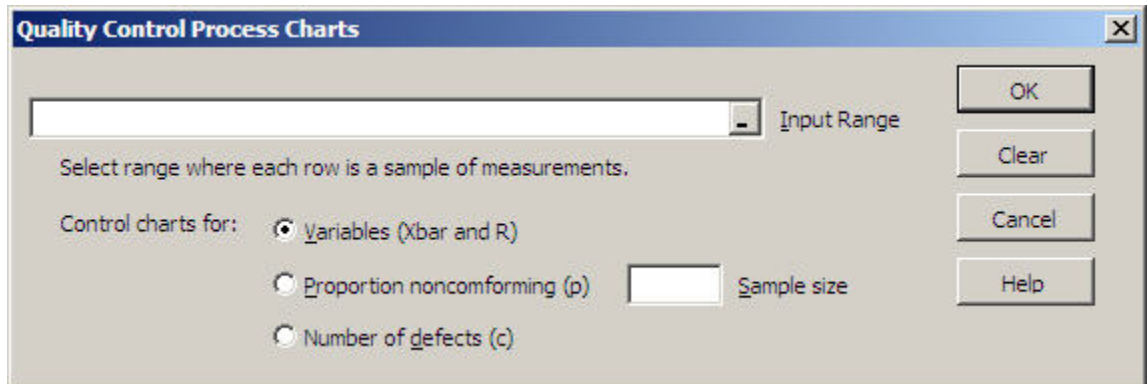 Quality Control Process Charts
Input Range
OK
Select range where each row is a sample of measurements.
Clear
Control charts for:
Variables (Xbar and R)
Cancel
Proportion noncomforming (p)
Sample size
Help
Number of defects (c)